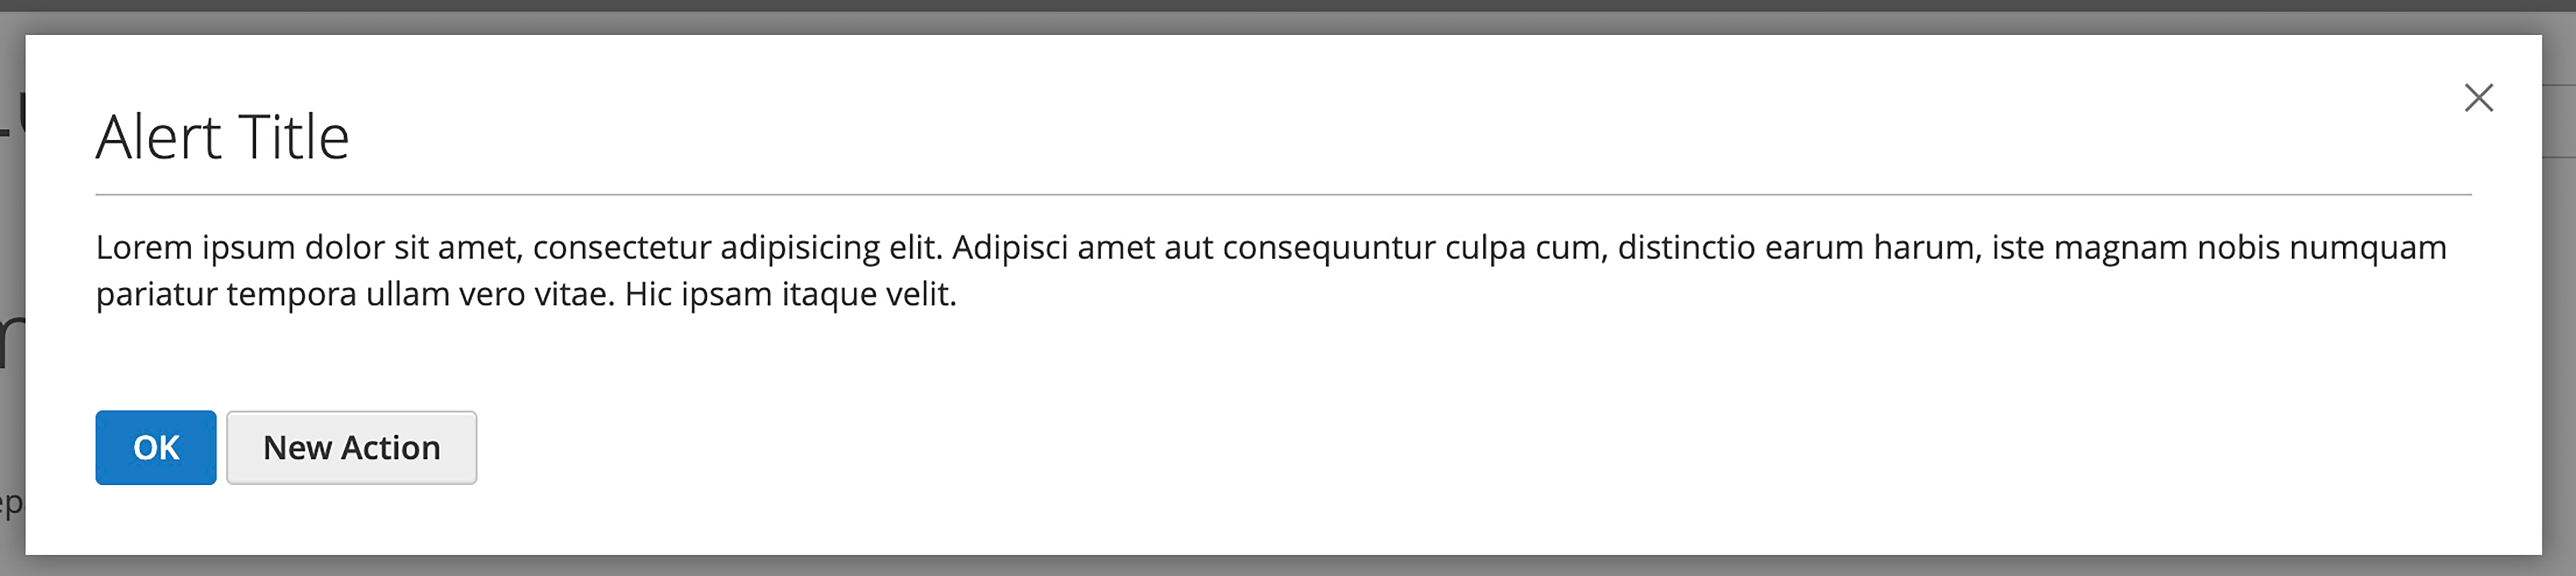 Alert Title
Lorem ipsum dolor sit amet, consectetur adipisicing elit. Adipisci amet aut consequuntur culpa cum, distinctio earum harum, iste magnam nobis numquam
pariatur tempora ullam vero vitae. Hic ipsam itaque velit.
OK New Action